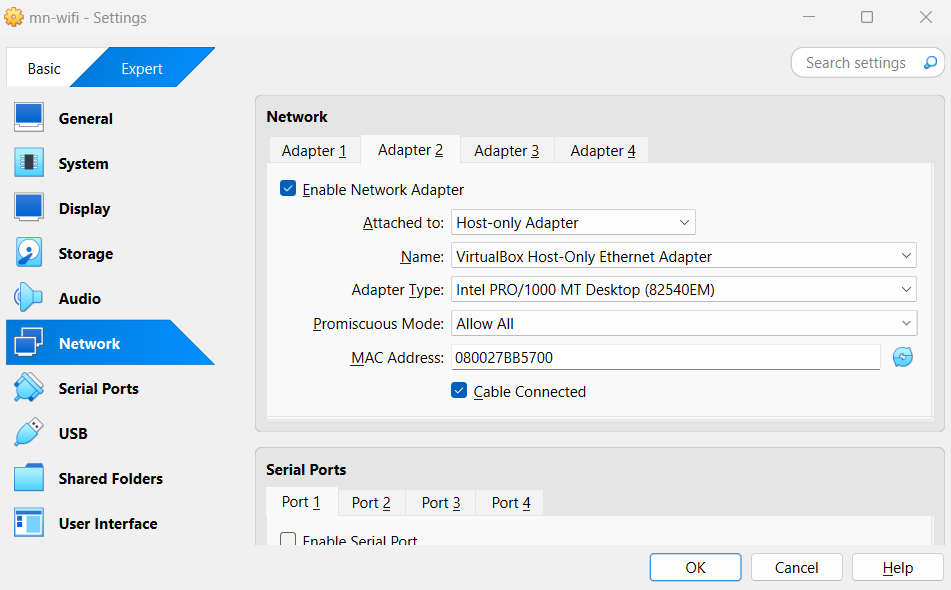 mn-wifi - Settings
Basic Expert Search settings
General
System
Display
Storage
Audio
Network
Serial Ports
USB
Shared Folders
User Interface
Network
Adapter 1 Adapter 2 Adapter 3 Adapter 4
Enable Network Adapter
Attached to: Host-only Adapter
Name: VirtualBox Host-Only Ethernet Adapter
Adapter Type: Intel PRO/1000 MT Desktop (82540EM)
Promiscuous Mode: Allow All
MAC Address: 080027BB5700
Cable Connected
Serial Ports
Port 1 Port 2 Port 3 Port 4
Enable Serial Port
OK Cancel Help